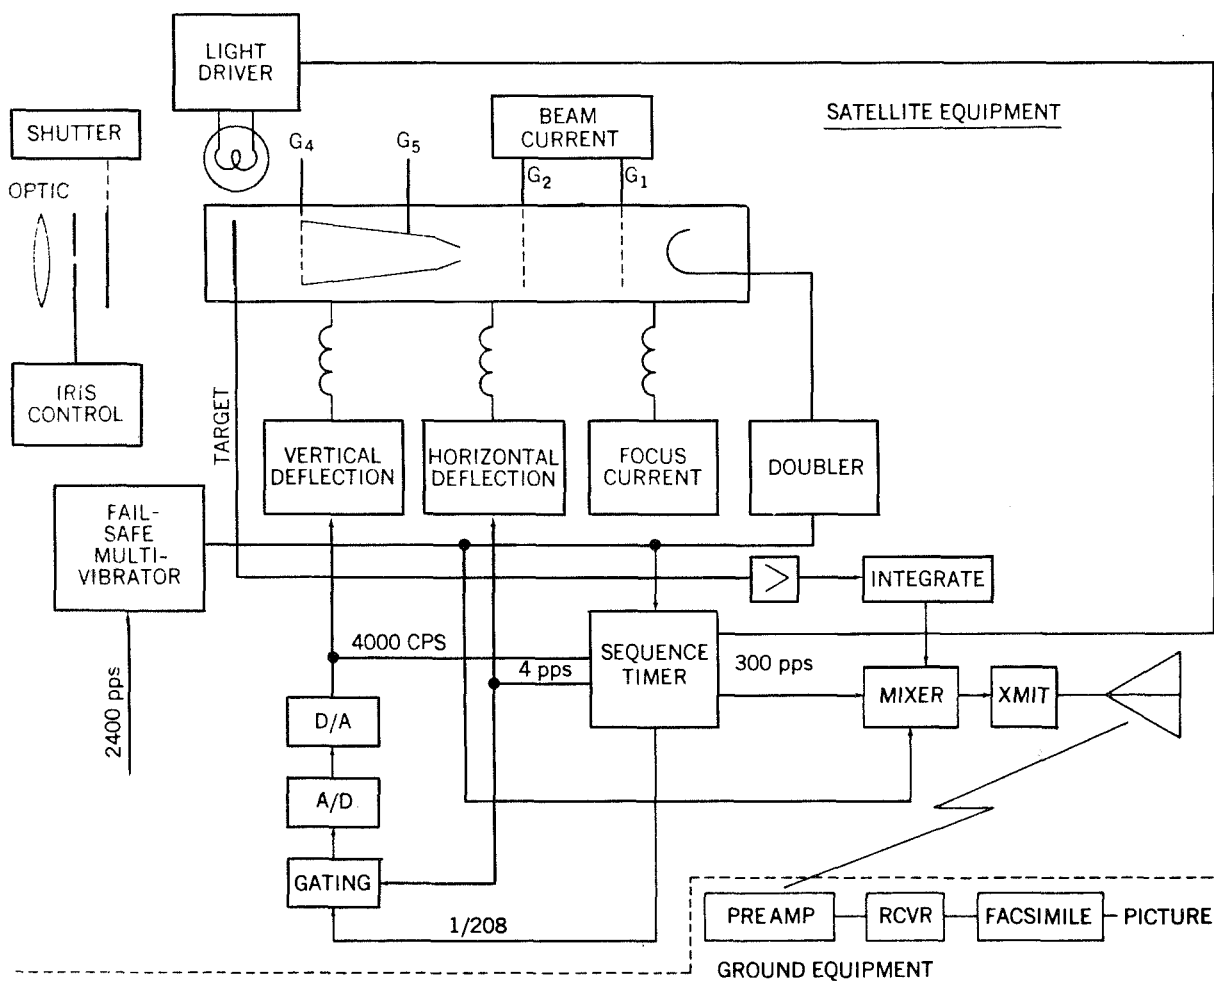 LIGHT
DRIVER
SHUTTER
BEAM
CURRENT
SATELLITE EQUIPMENT
G4
G5
G2
G1
OPTIC
IRIS
CONTROL
TARGET
VERTICAL
DEFLECTION
HORIZONTAL
DEFLECTION
FOCUS
CURRENT
DOUBLER
FAIL-
SAFE
MULTI-
VIBRATOR
>
INTEGRATE
2400 pps
4000 CPS
4 pps
SEQUENCE
TIMER
300 pps
MIXER
XMIT
D/A
A/D
GATING
1/208
PREAMP
RCVR
FACSIMILE
PICTURE
GROUND EQUIPMENT